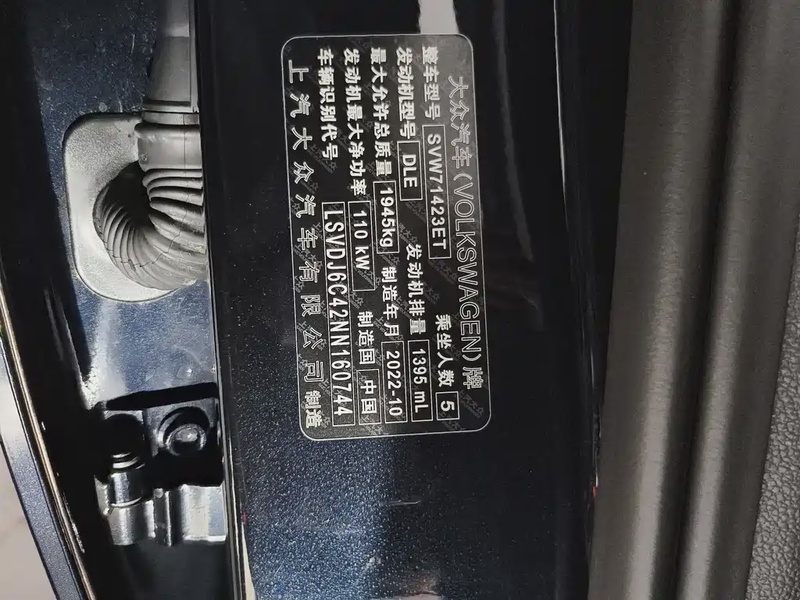 大众汽车(VOLKSWAGEN)牌
整车型号 SVW71423ET 乘坐人数 5
发动机型号 DLE 发动机排量 1395 mL
最大允许总质量 1945kg 制造年月 2022-10
发动机最大净功率 110 kW 制造国 中国
车辆识别代号 LSVDJ6C42NN160744
上汽大众汽车有限公司 制造